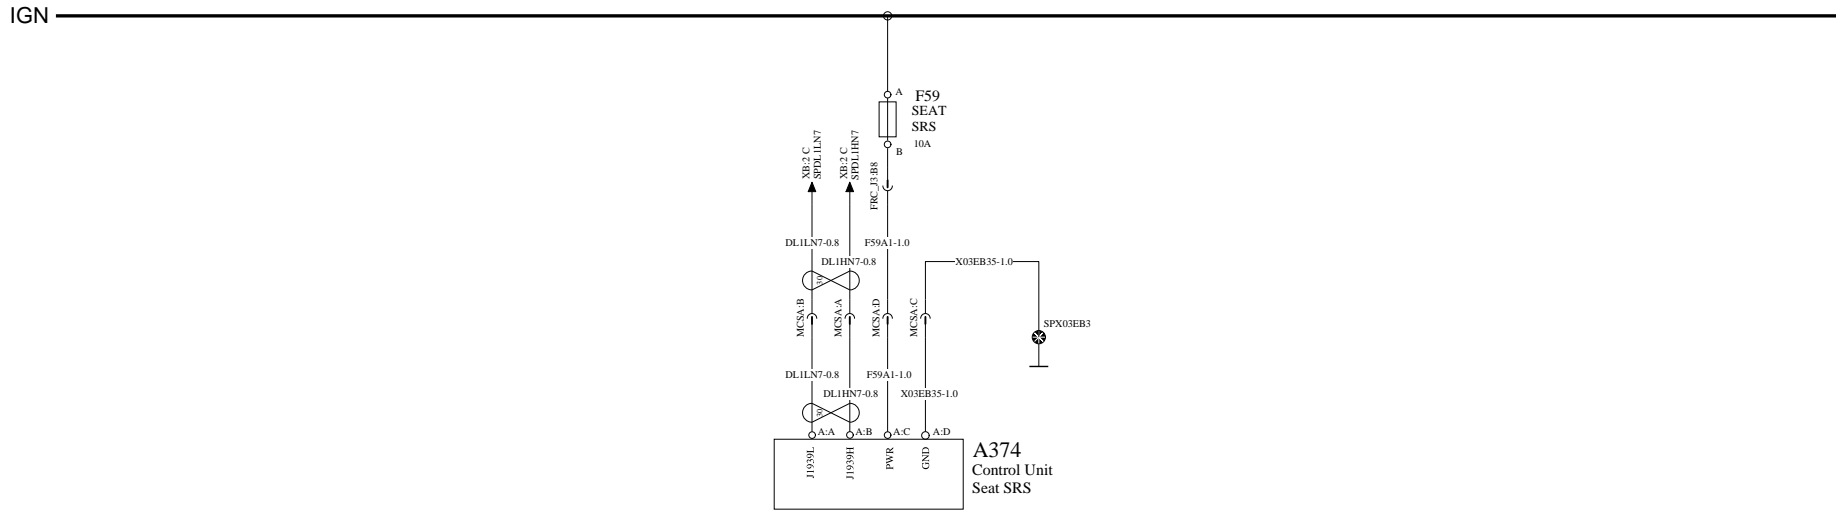 IGN
A
F59
SEAT
SRS
10A
B
XB:2 C
SPDL1LN7
XB:2 C
SPDL1HN7
FRC_J3:B8
DL1LN7-0.8
F59A1-1.0
DL1HN7-0.8
X03EB35-1.0
30
MCSA:B
MCSA:A
MCSA:D
MCSA:C
SPX03EB3
DL1LN7-0.8
F59A1-1.0
DL1HN7-0.8
X03EB35-1.0
30
A:A
A:B
A:C
A:D
J1939L
J1939H
PWR
GND
A374
Control Unit
Seat SRS